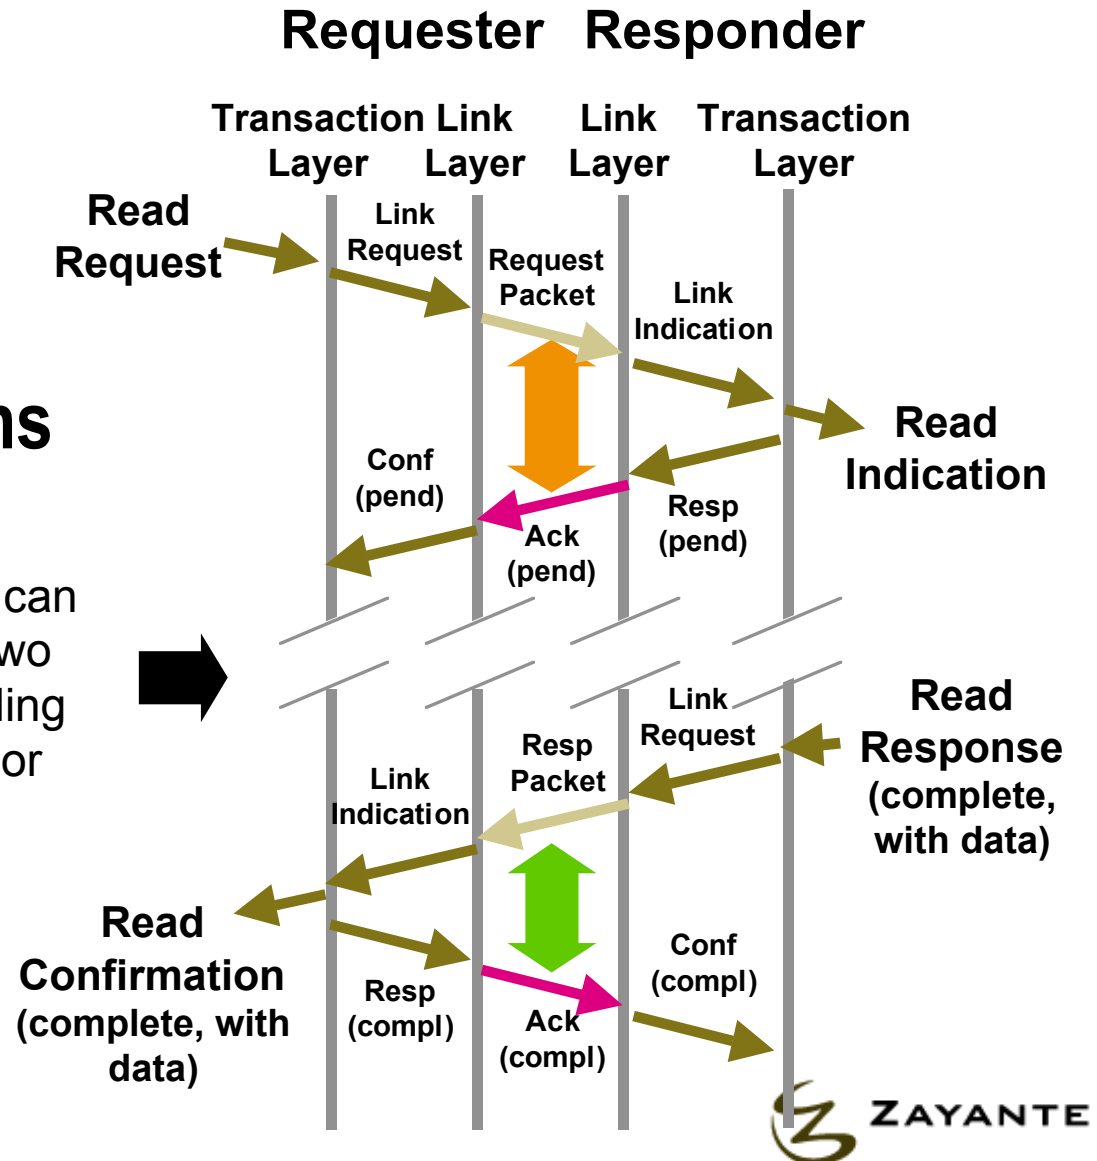 Requester Responder
Transaction Link Link Transaction
Layer Layer Layer Layer
Read
Request
Link
Request
Request
Packet
Link
Indication
Read
Indication
ns
Conf
(pend)
Ack
(pend)
Resp
(pend)
can
wo
ling
or
Link
Request
Read
Response
(complete,
with data)
Resp
Packet
Link
Indication
Read
Confirmation
(complete, with
data)
Resp
(compl)
Ack
(compl)
Conf
(compl)
ZAYANTE